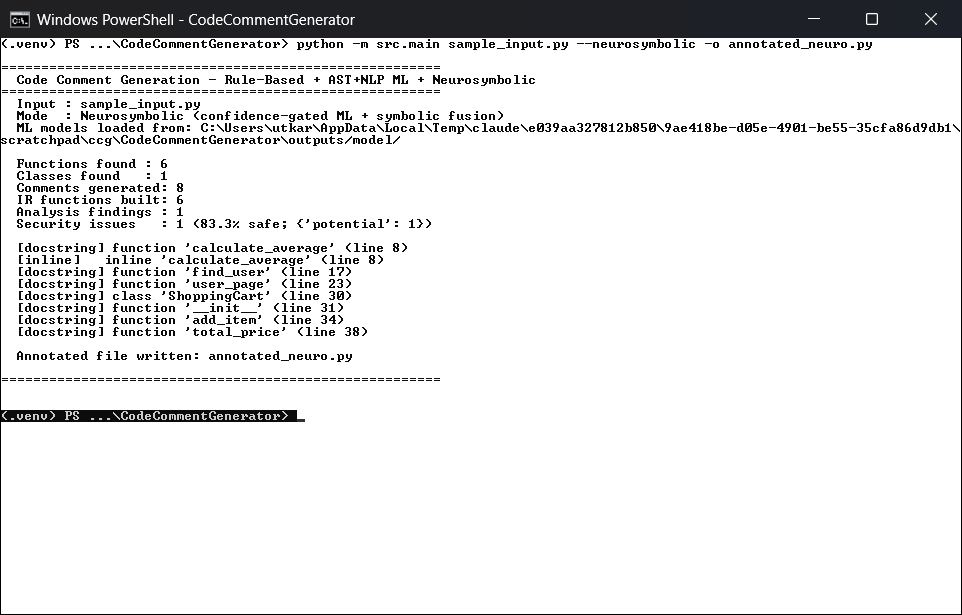 Windows PowerShell - CodeCommentGenerator
(.venv) PS ...\CodeCommentGenerator> python -m src.main sample_input.py --neurosymbolic -o annotated_neuro.py
=======================================================
Code Comment Generation - Rule-Based + AST+NLP ML + Neurosymbolic
=======================================================
Input : sample_input.py
Mode  : Neurosymbolic (confidence-gated ML + symbolic fusion)
ML models loaded from: C:\Users\utkar\AppData\Local\Temp\claude\e039aa327812b850\9ae418be-d05e-4901-be55-35cfa86d9db1\
scratchpad\ccg\CodeCommentGenerator\outputs/model/
Functions found : 6
Classes found   : 1
Comments generated: 8
IR functions built: 6
Analysis findings : 1
Security issues   : 1 (83.3% safe; {'potential': 1})
[docstring] function 'calculate_average' (line 8)
[inline]   inline 'calculate_average' (line 8)
[docstring] function 'find_user' (line 17)
[docstring] function 'user_page' (line 23)
[docstring] class 'ShoppingCart' (line 30)
[docstring] function '__init__' (line 31)
[docstring] function 'add_item' (line 34)
[docstring] function 'total_price' (line 38)
Annotated file written: annotated_neuro.py
=======================================================
(.venv) PS ...\CodeCommentGenerator> _